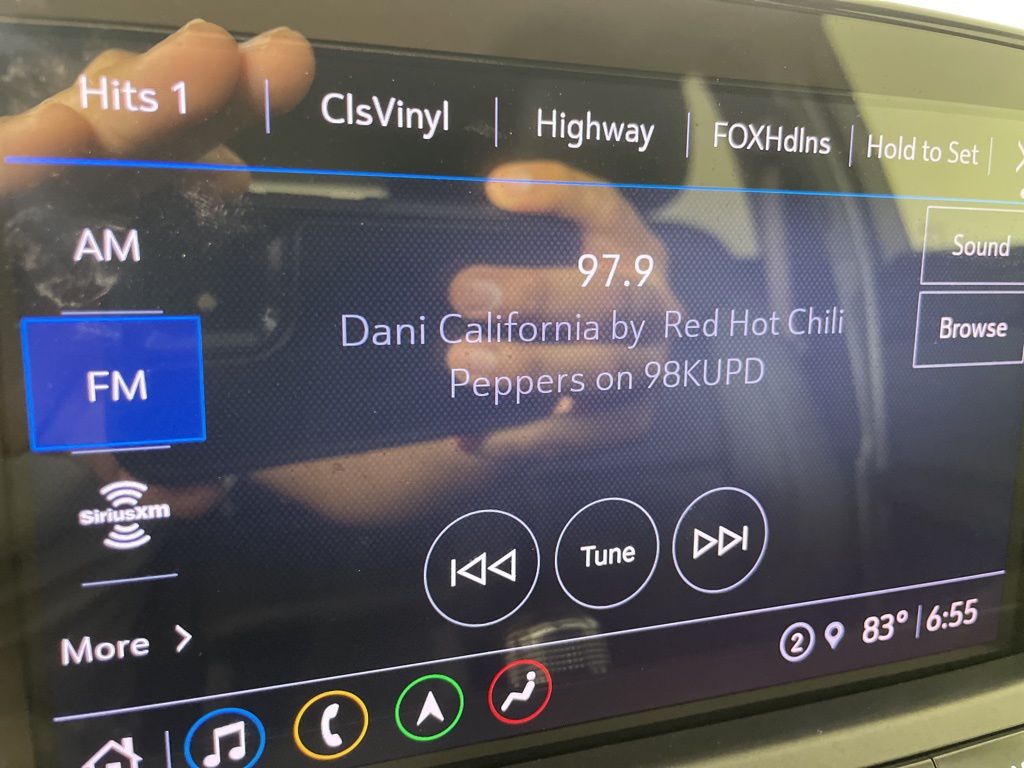 Hits 1 | ClsVinyl | Highway | FOXHdlns | Hold to Set |
AM
Sound
97.9
Browse
Dani California by Red Hot Chili
Peppers on 98KUPD
FM
SiriusXM
Tune
More
2 83° | 6:55